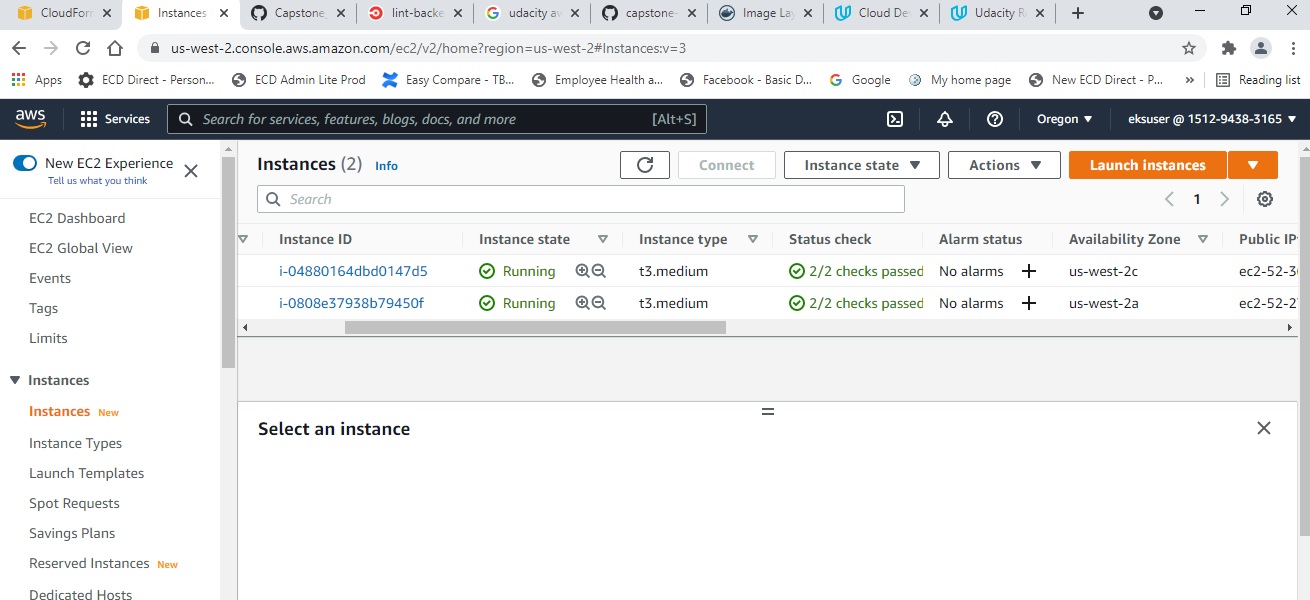 CloudForm
Instances
Capstone_
lint-backe
udacity aw
capstone-
Image Lay
Cloud De
Udacity R
us-west-2.console.aws.amazon.com/ec2/v2/home?region=us-west-2#Instances:v=3
Apps
ECD Direct - Person...
ECD Admin Lite Prod
Easy Compare - TB...
Employee Health a...
Facebook - Basic D...
Google
My home page
New ECD Direct - P...
»
Reading list
aws
Services
Search for services, features, blogs, docs, and more
[Alt+S]
Oregon
eksuser @ 1512-9438-3165
New EC2 Experience
Tell us what you think
EC2 Dashboard
EC2 Global View
Events
Tags
Limits
Instances
Instances New
Instance Types
Launch Templates
Spot Requests
Savings Plans
Reserved Instances New
Dedicated Hosts
Instances (2) Info
Connect
Instance state
Actions
Launch instances
Search
1
Instance ID Instance state Instance type Status check Alarm status Availability Zone Public IP
i-04880164dbd0147d5 Running t3.medium 2/2 checks passed No alarms + us-west-2c ec2-52-3
i-0808e37938b79450f Running t3.medium 2/2 checks passed No alarms + us-west-2a ec2-52-2
Select an instance